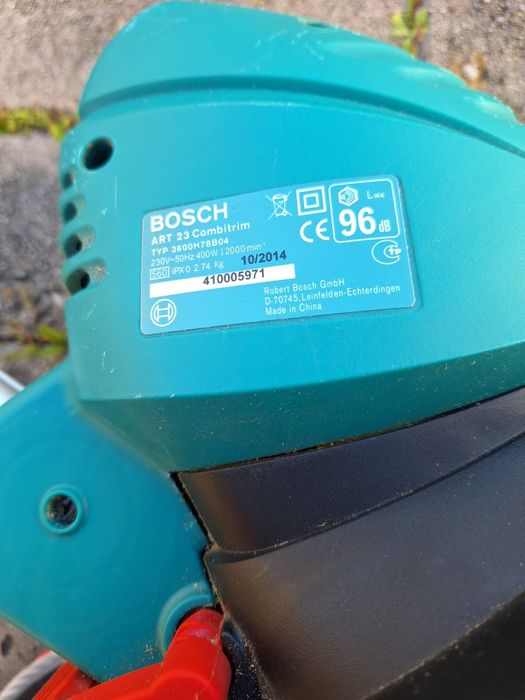 BOSCH
ART 23 Combitrim
TYP 3600H78B04
230V~50Hz 400W 12000 min⁻¹
560 IPX0 2.74 Kg 10/2014
410005971
LWA
CE 96 dB
Robert Bosch GmbH
D-70745,Leinfelden-Echterdingen
Made in China